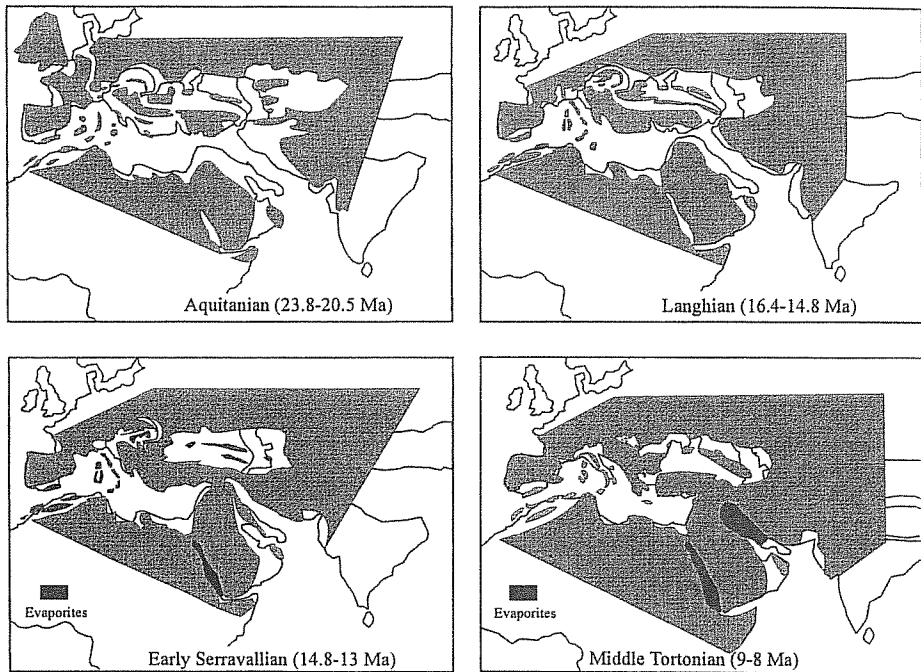 Aquitanian (23.8-20.5 Ma)
Langhian (16.4-14.8 Ma)
Evaporites
Early Serravallian (14.8-13 Ma)
Evaporites
Middle Tortonian (9-8 Ma)